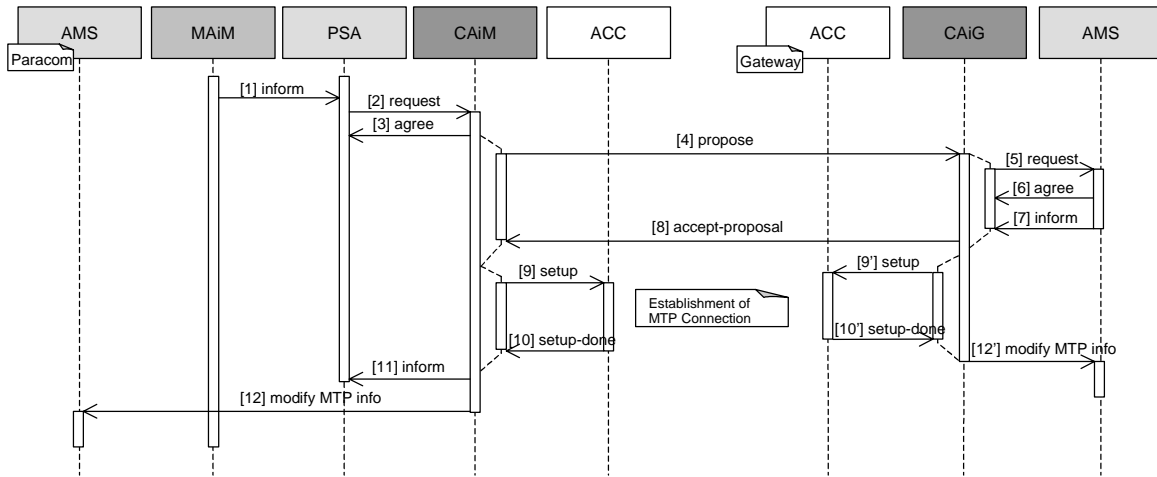 AMS
MAiM
PSA
CAiM
ACC
ACC
CAiG
AMS
Paracom
Gateway
[1] inform
[2] request
[3] agree
[4] propose
[5] request
[6] agree
[7] inform
[8] accept-proposal
[9] setup
[9'] setup
Establishment of
MTP Connection
[10] setup-done
[10'] setup-done
[11] inform
[12'] modify MTP info
[12] modify MTP info